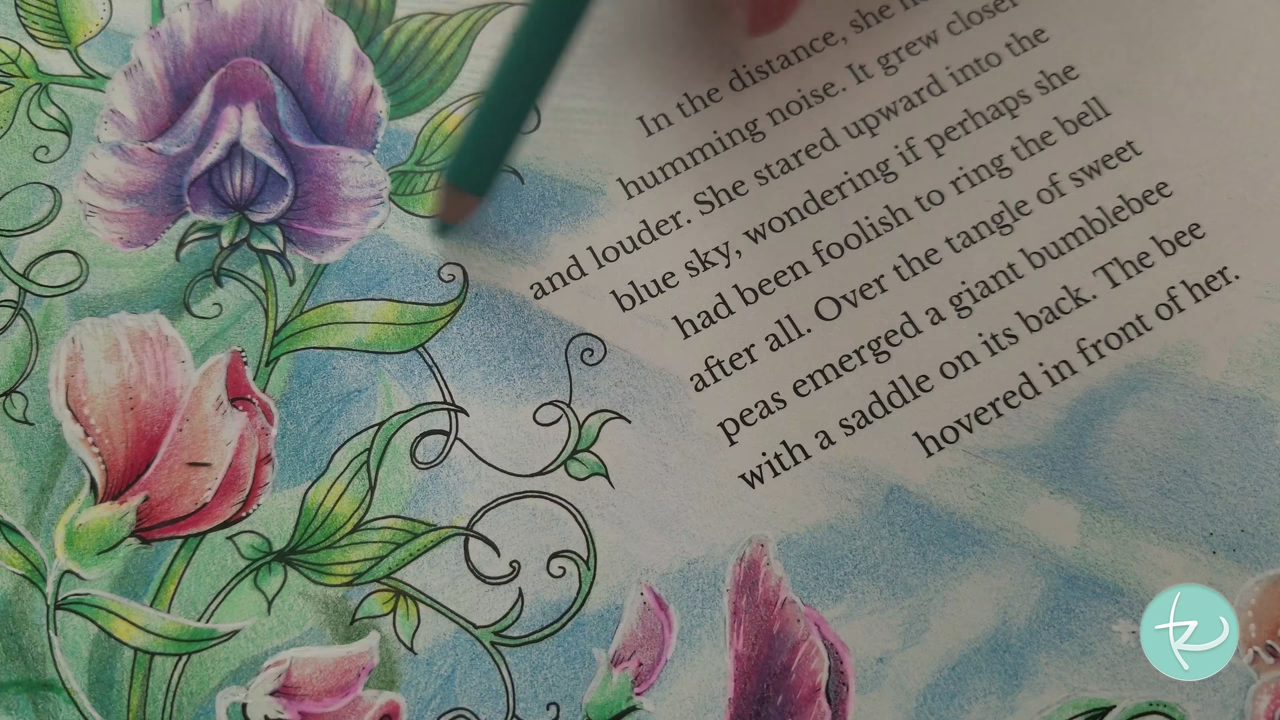 In the distance, she
humming noise. It grew closer
and louder. She stared upward into the
blue sky, wondering if perhaps she
had been foolish to ring the bell
after all. Over the tangle of sweet
peas emerged a giant bumblebee
with a saddle on its back. The bee
hovered in front of her.